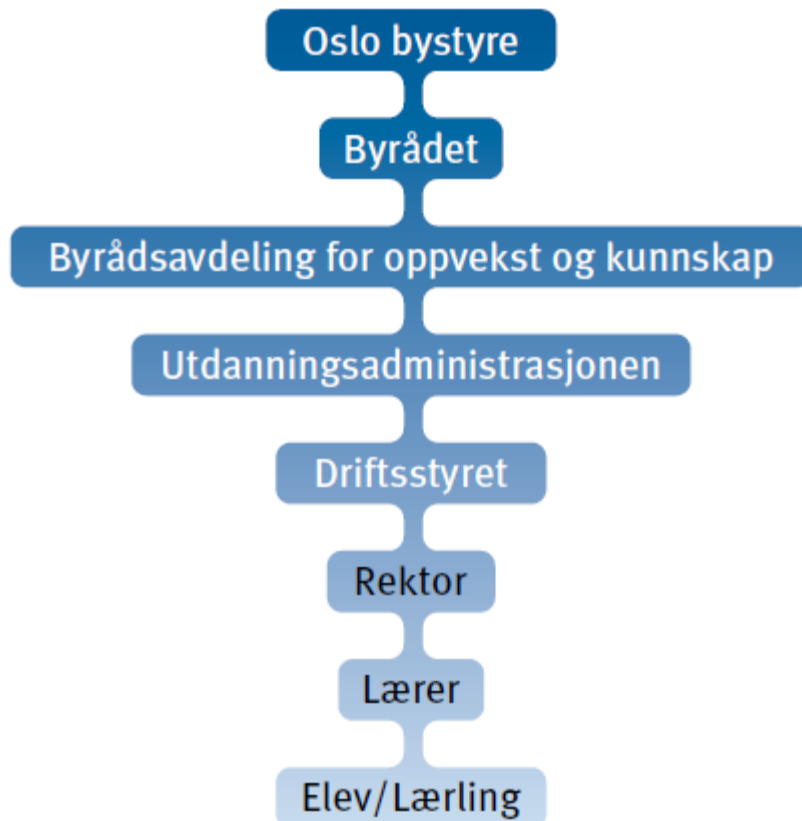 Oslo bystyre
Byrådet
Byrådsavdeling for oppvekst og kunnskap
Utdanningsadministrasjonen
Driftsstyret
Rektor
Lærer
Elev/Lærling